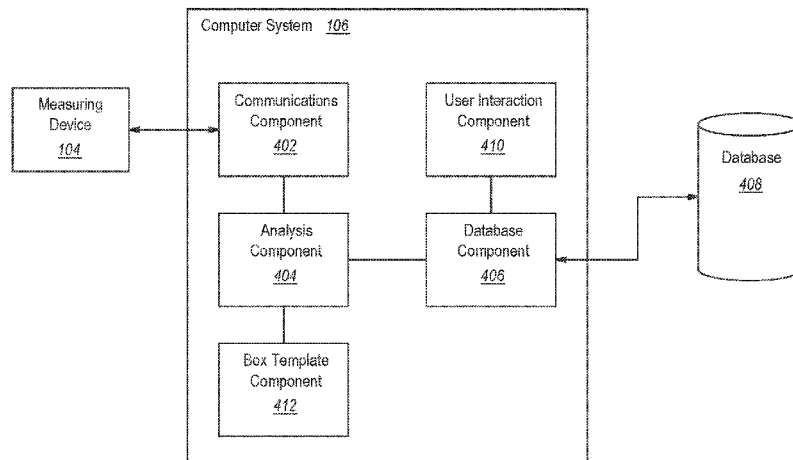 Computer System 106
Measuring
Device
104
Communications
Component
402
User Interaction
Component
410
Database
408
Analysis
Component
404
Database
Component
406
Box Template
Component
412